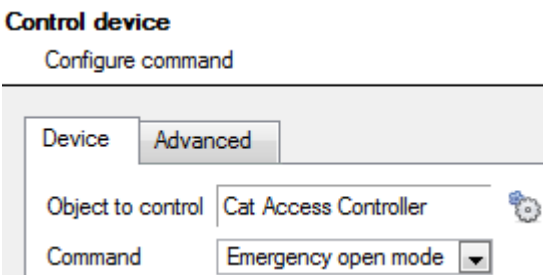 Control device
Configure command
Device Advanced
Object to control Cat Access Controller
Command Emergency open mode